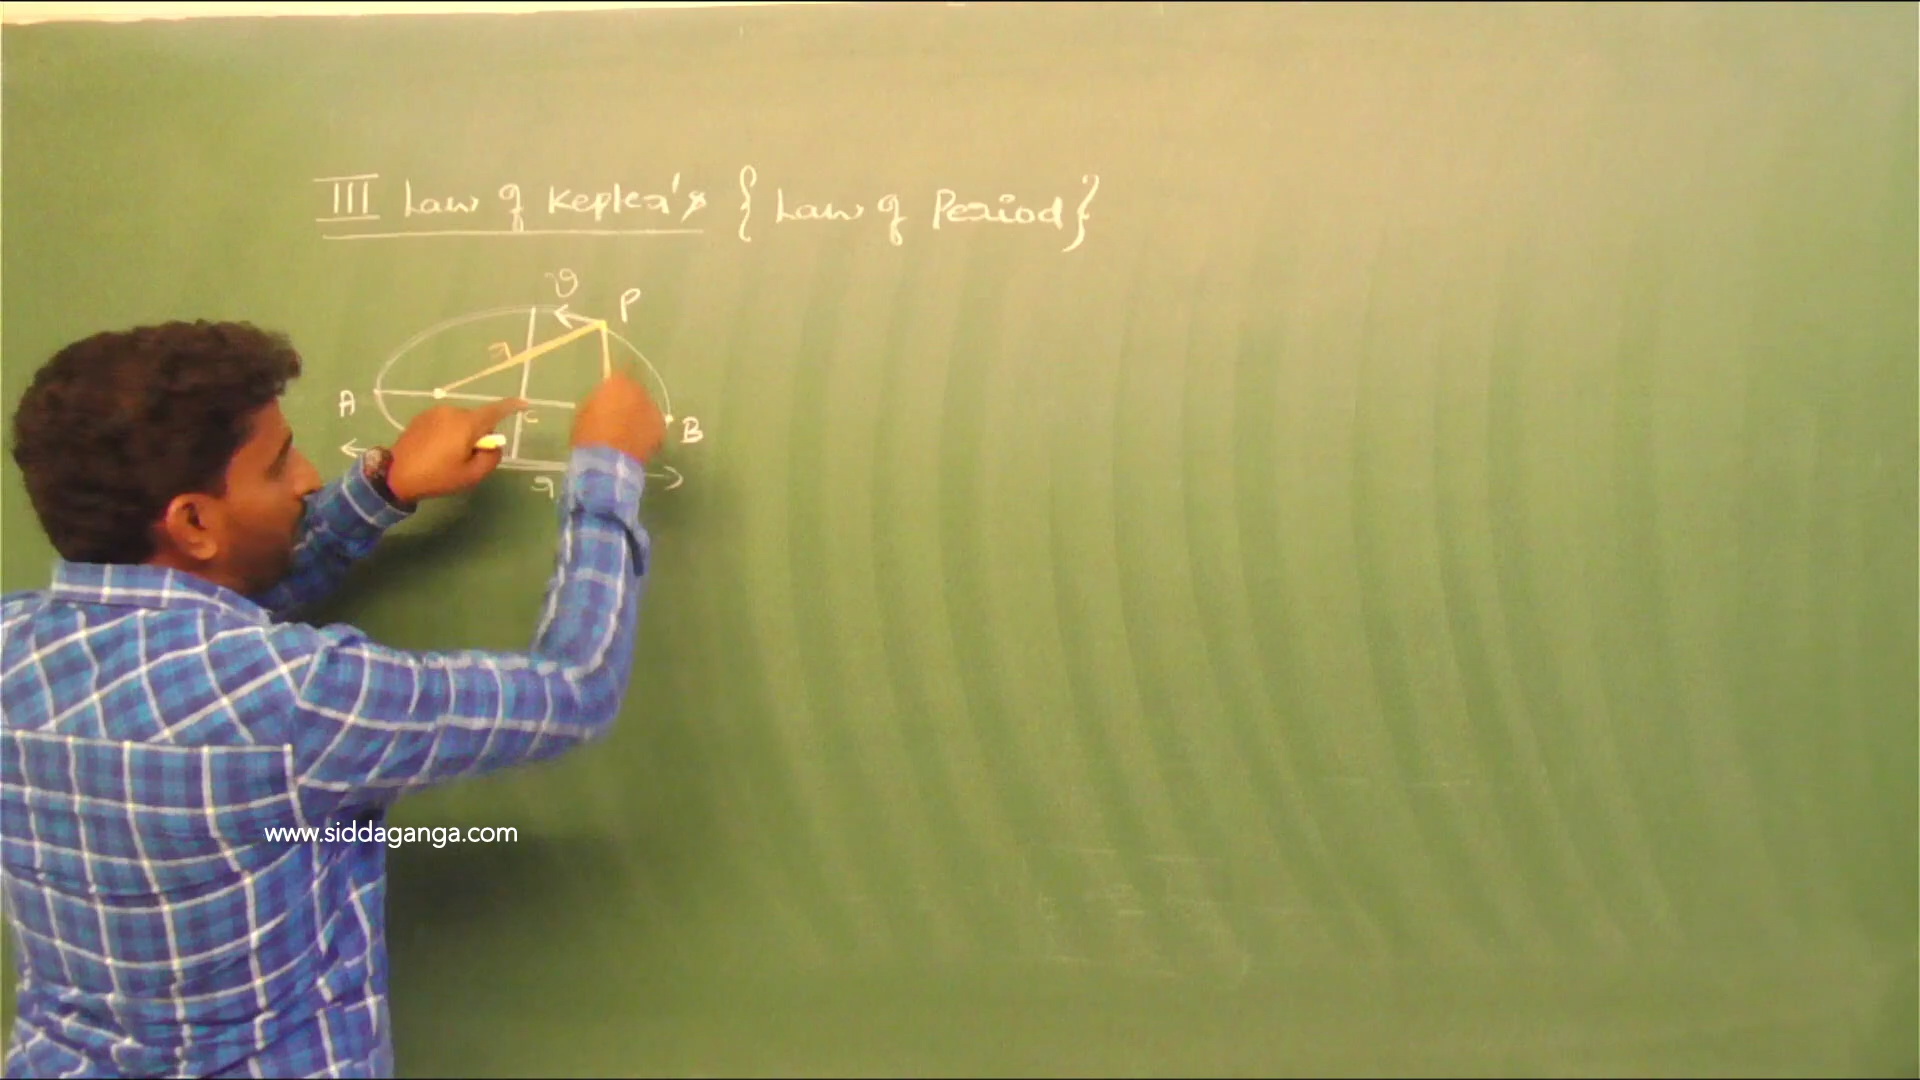 III Law of Kepler's { Law of Period }
v P
r
A
C
B
www.siddaganga.com